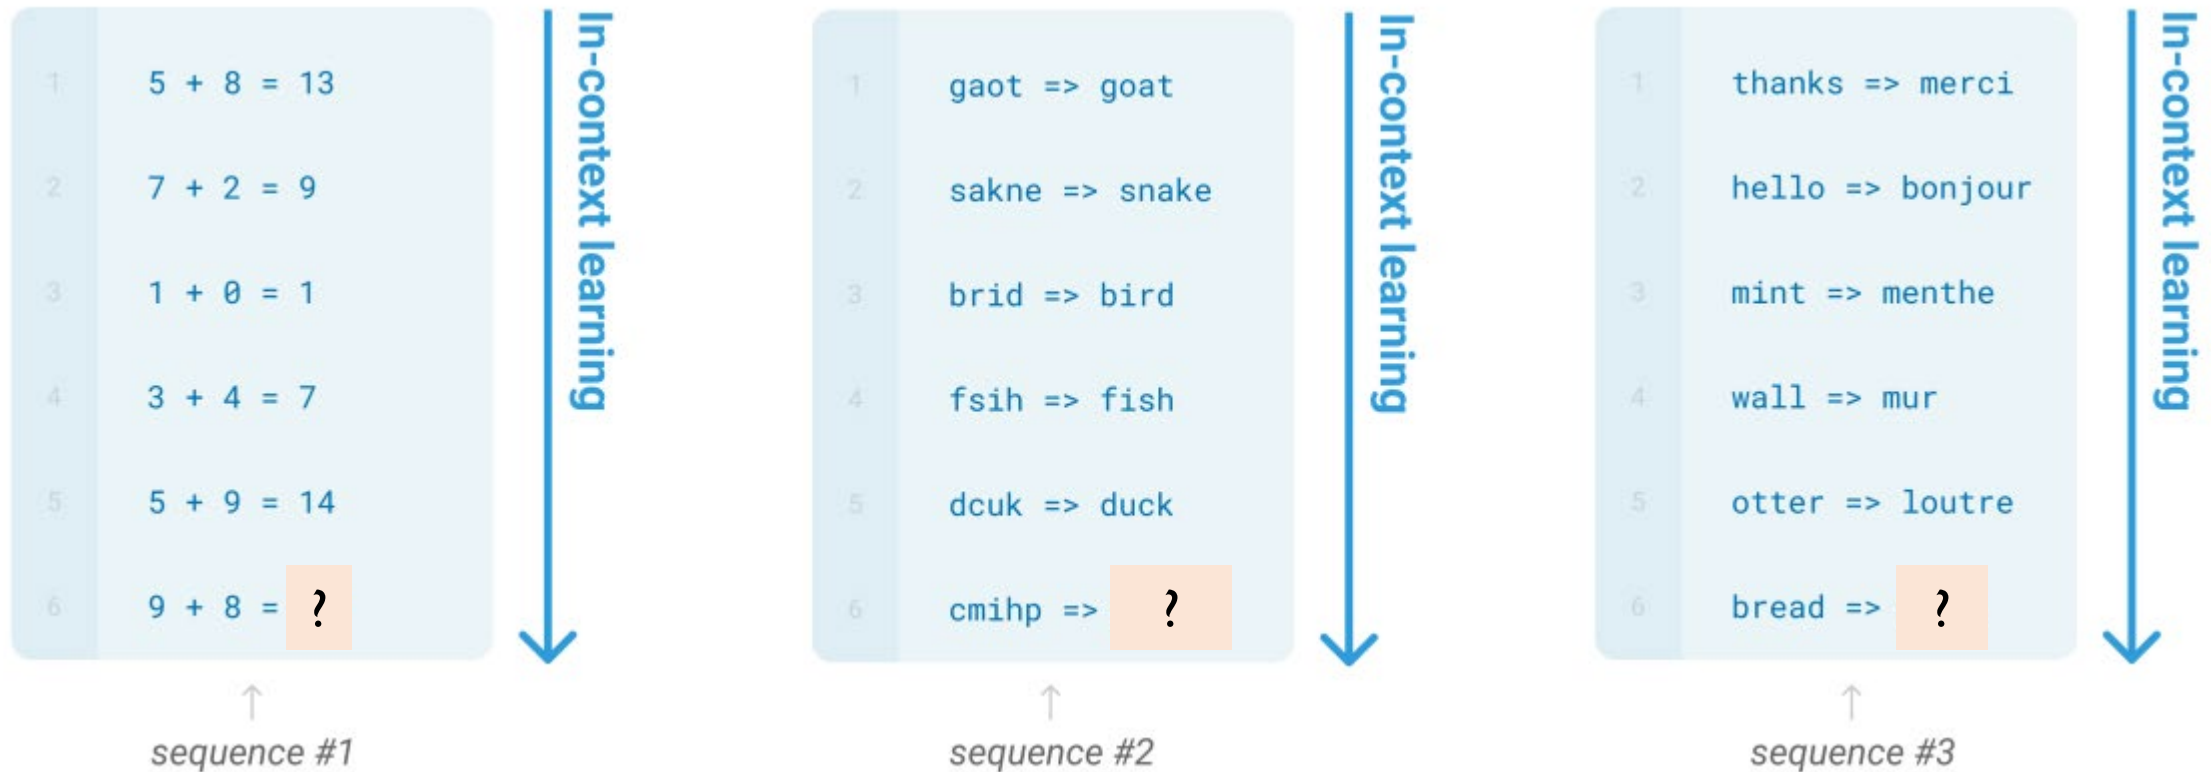 1 5 + 8 = 13
2 7 + 2 = 9
3 1 + 0 = 1
4 3 + 4 = 7
5 5 + 9 = 14
6 9 + 8 = ?
sequence #1
In-context learning
1 gaot => goat
2 sakne => snake
3 brid => bird
4 fsih => fish
5 dcuk => duck
6 cmihp => ?
sequence #2
In-context learning
1 thanks => merci
2 hello => bonjour
3 mint => menthe
4 wall => mur
5 otter => loutre
6 bread => ?
sequence #3
In-context learning